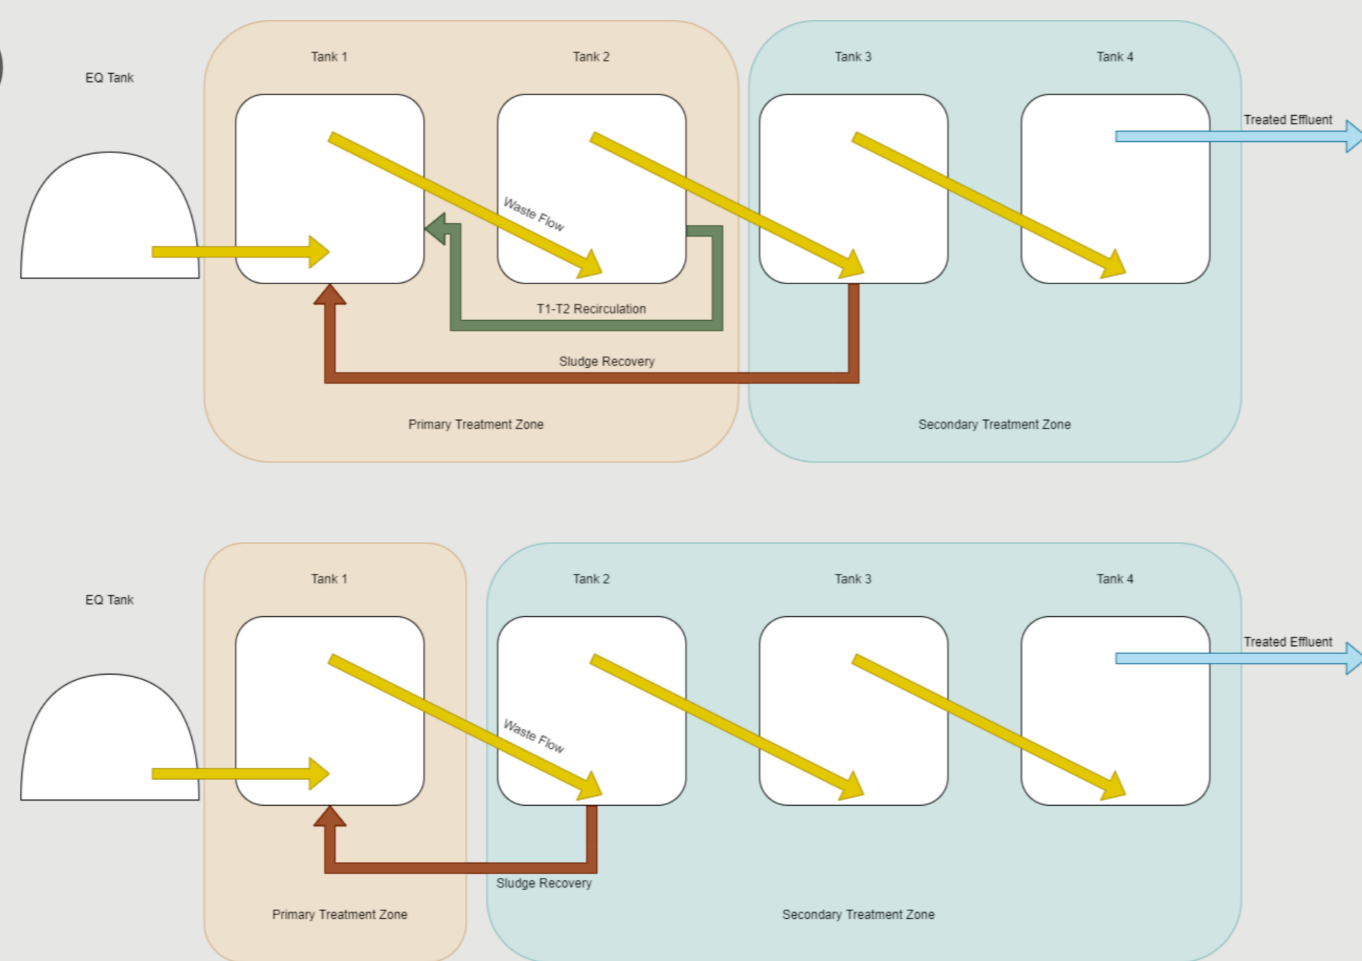 Tank 1
Tank 2
Tank 3
Tank 4
EQ Tank
Treated Effluent
Waste Flow
T1-T2 Recirculation
Sludge Recovery
Primary Treatment Zone
Secondary Treatment Zone
Tank 1
Tank 2
Tank 3
Tank 4
EQ Tank
Treated Effluent
Waste Flow
Sludge Recovery
Primary Treatment Zone
Secondary Treatment Zone